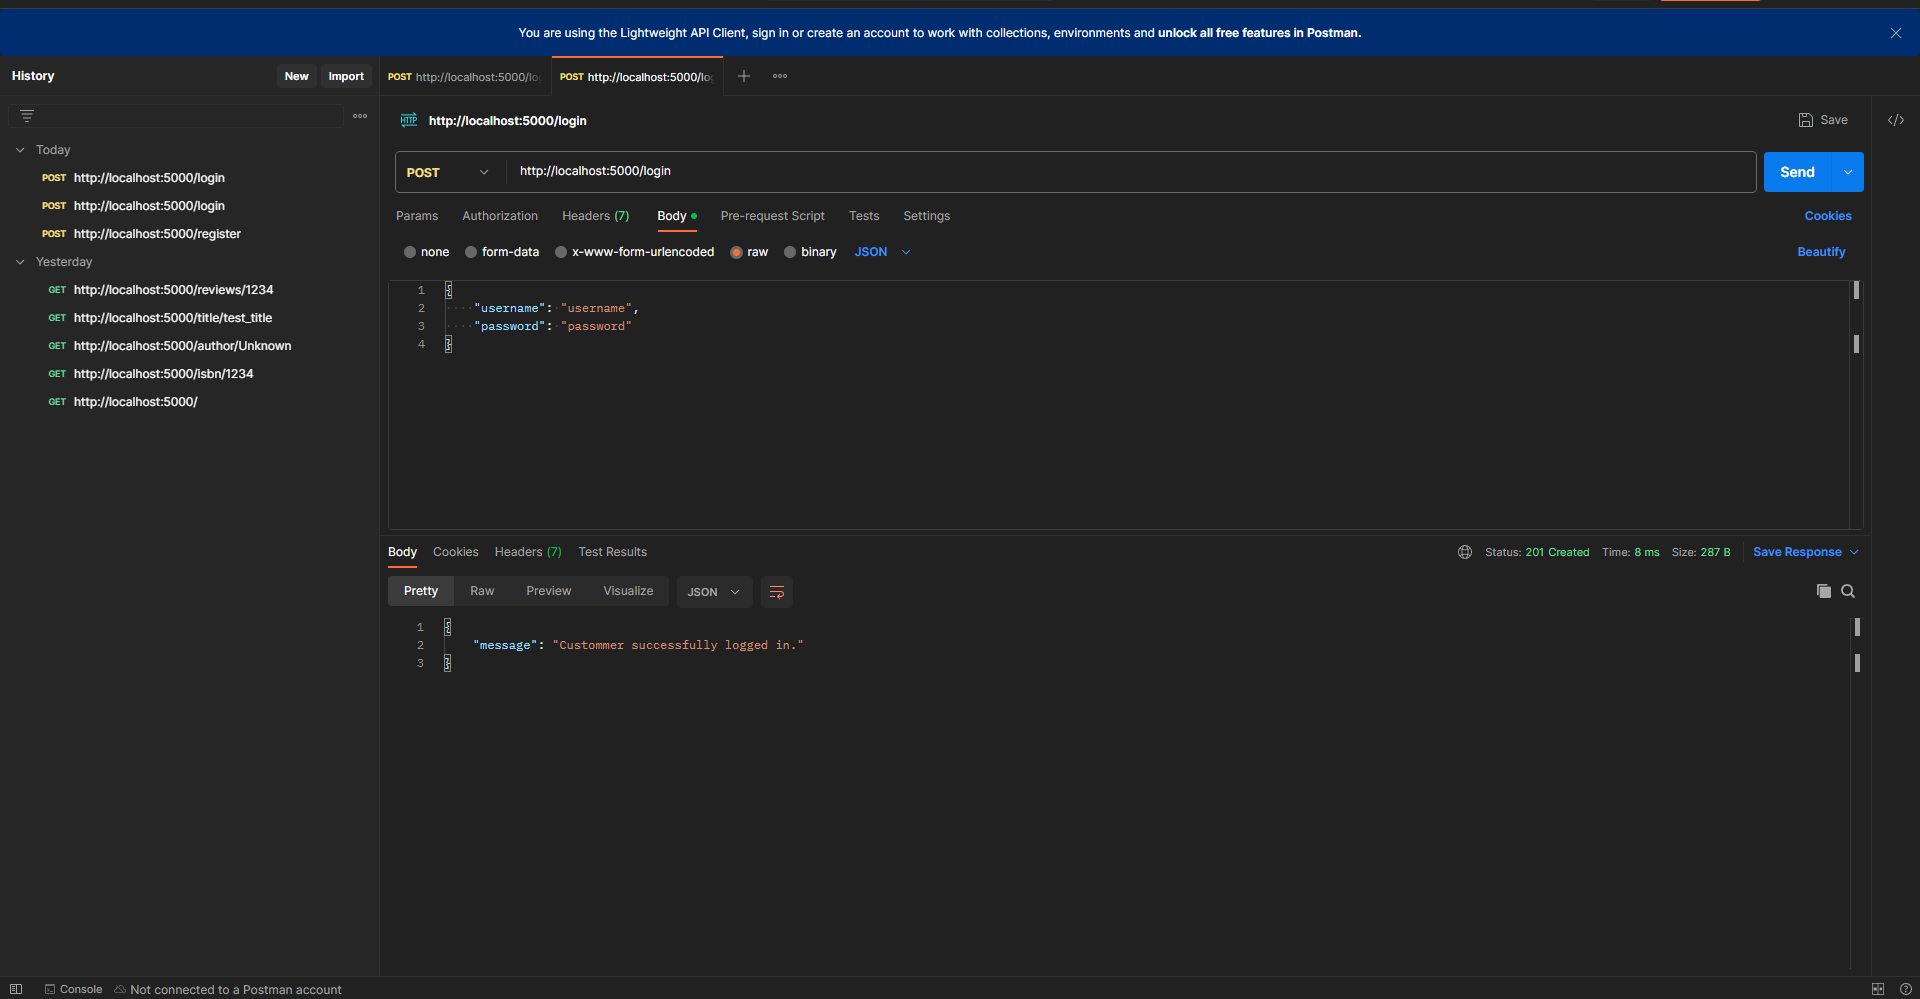 You are using the Lightweight API Client, sign in or create an account to work with collections, environments and unlock all free features in Postman.
History
New
Import
POST http://localhost:5000/lo
POST http://localhost:5000/lo
Today
POST http://localhost:5000/login
POST http://localhost:5000/login
POST http://localhost:5000/register
Yesterday
GET http://localhost:5000/reviews/1234
GET http://localhost:5000/title/test_title
GET http://localhost:5000/author/Unknown
GET http://localhost:5000/isbn/1234
GET http://localhost:5000/
HTTP http://localhost:5000/login
Save
</>
POST http://localhost:5000/login
Send
Params Authorization Headers (7) Body Pre-request Script Tests Settings Cookies
none form-data x-www-form-urlencoded raw binary JSON Beautify
1 {
2 ····"username":·"username",
3 ····"password":·"password"
4 }
Body Cookies Headers (7) Test Results
Status: 201 Created Time: 8 ms Size: 287 B Save Response
Pretty Raw Preview Visualize JSON
1 {
2 "message": "Custommer successfully logged in."
3 }
Console Not connected to a Postman account